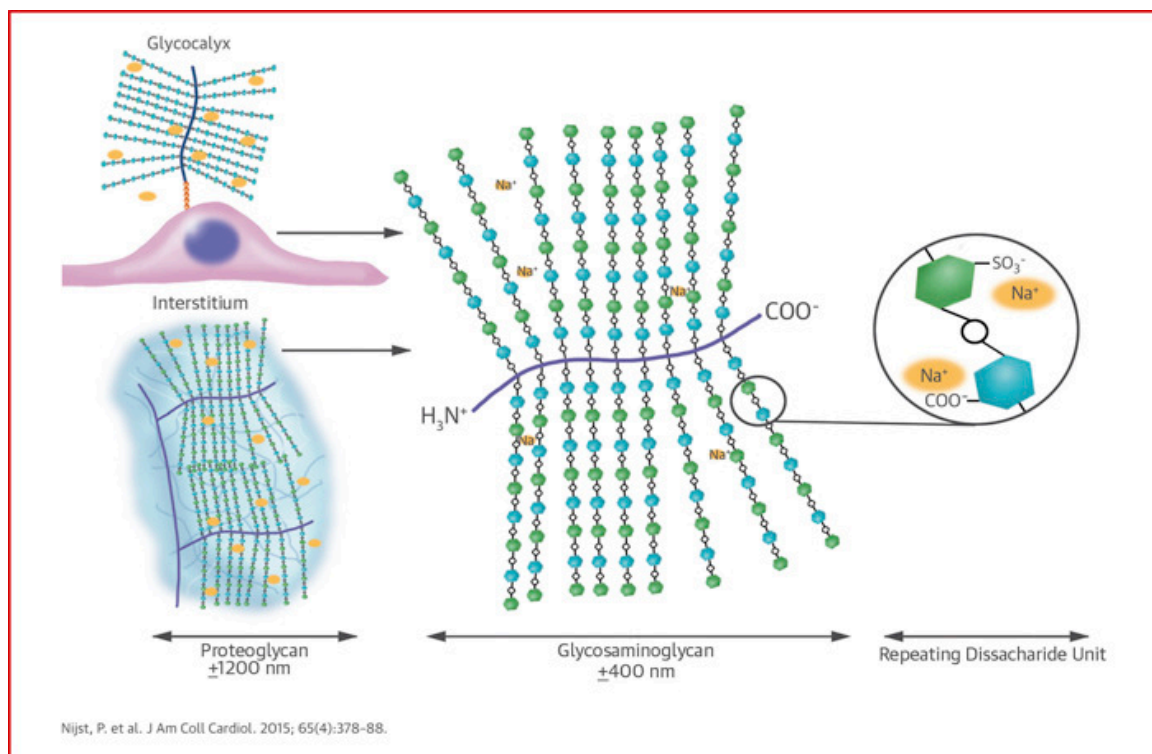 Glycocalyx
Interstitium
Na⁺
Na⁺
Na⁺
Na⁺
Na⁺
COO⁻
H₃N⁺
SO₃⁻
Na⁺
Na⁺
COO⁻
Proteoglycan
±1200 nm
Glycosaminoglycan
±400 nm
Repeating Dissacharide Unit
Nijst, P. et al. J Am Coll Cardiol. 2015; 65(4):378-88.